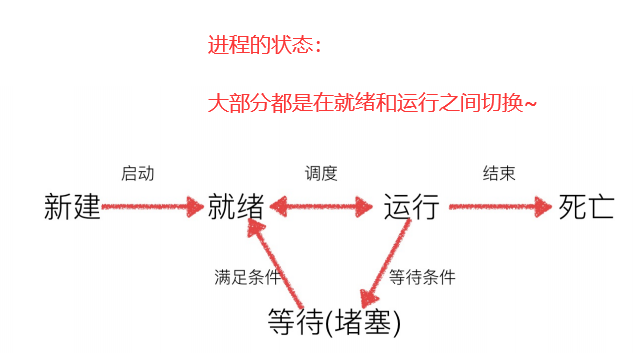 进程的状态：
大部分都是在就绪和运行之间切换~
启动 调度 结束
新建 就绪 运行 死亡
满足条件 等待条件
等待(堵塞)